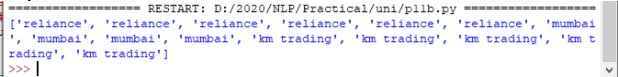 ==================== RESTART: D:/2020/NLP/Practical/uni/p11b.py ====================
['reliance', 'reliance', 'reliance', 'reliance', 'reliance', 'reliance', 'mumbai
', 'mumbai', 'mumbai', 'mumbai', 'km trading', 'km trading', 'km trading', 'km t
rading', 'km trading']
>>>